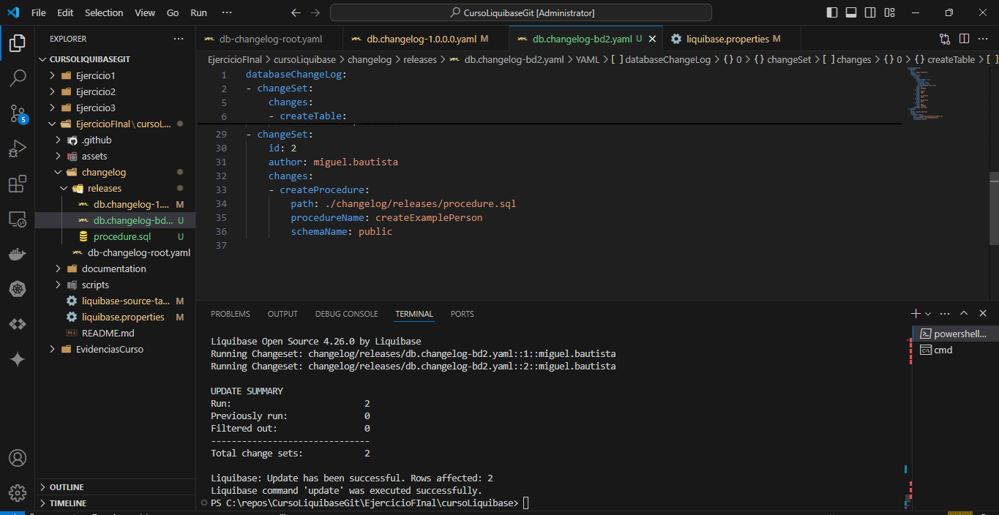 File Edit Selection View Go Run ··· CursoLiquibaseGit [Administrator]
EXPLORER ···
CURSOLIQUIBASEGIT
Ejercicio1
Ejercicio2
Ejercicio3
EjercicioFInal\cursoL...
.github
assets
changelog
releases
db.changelog-1.... M
db.changelog-bd... U
procedure.sql U
db-changelog-root.yaml
documentation
scripts
liquibase-source-ta... M
liquibase.properties M
README.md
EvidenciasCurso
OUTLINE
TIMELINE
5
db-changelog-root.yaml db.changelog-1.0.0.0.yaml M db.changelog-bd2.yaml U liquibase.properties M
EjercicioFInal > cursoLiquibase > changelog > releases > db.changelog-bd2.yaml > YAML > [ ] databaseChangeLog > {} 0 > {} changeSet > [ ] changes > {} 0 > {} createTable > [ ]
1 databaseChangeLog:
2 - changeSet:
5 changes:
6 - createTable:
29 - changeSet:
30 id: 2
31 author: miguel.bautista
32 changes:
33 - createProcedure:
34 path: ./changelog/releases/procedure.sql
35 procedureName: createExamplePerson
36 schemaName: public
37
PROBLEMS OUTPUT DEBUG CONSOLE TERMINAL PORTS
powershell...
cmd
Liquibase Open Source 4.26.0 by Liquibase
Running Changeset: changelog/releases/db.changelog-bd2.yaml::1::miguel.bautista
Running Changeset: changelog/releases/db.changelog-bd2.yaml::2::miguel.bautista
UPDATE SUMMARY
Run: 2
Previously run: 0
Filtered out: 0
-------------------------------
Total change sets: 2
Liquibase: Update has been successful. Rows affected: 2
Liquibase command 'update' was executed successfully.
PS C:\repos\CursoLiquibaseGit\EjercicioFInal\cursoLiquibase>